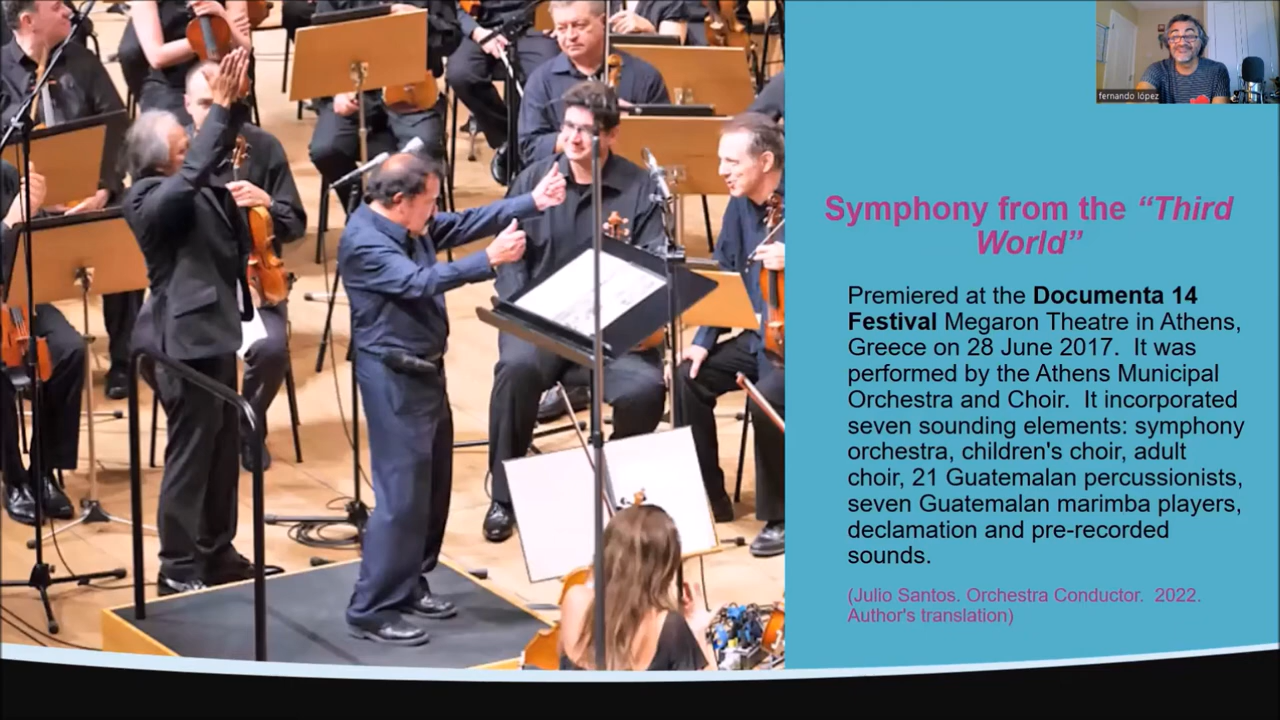 fernando lópez
Symphony from the “Third
World”
Premiered at the Documenta 14
Festival Megaron Theatre in Athens,
Greece on 28 June 2017. It was
performed by the Athens Municipal
Orchestra and Choir. It incorporated
seven sounding elements: symphony
orchestra, children's choir, adult
choir, 21 Guatemalan percussionists,
seven Guatemalan marimba players,
declamation and pre-recorded
sounds.
(Julio Santos. Orchestra Conductor. 2022.
Author's translation)